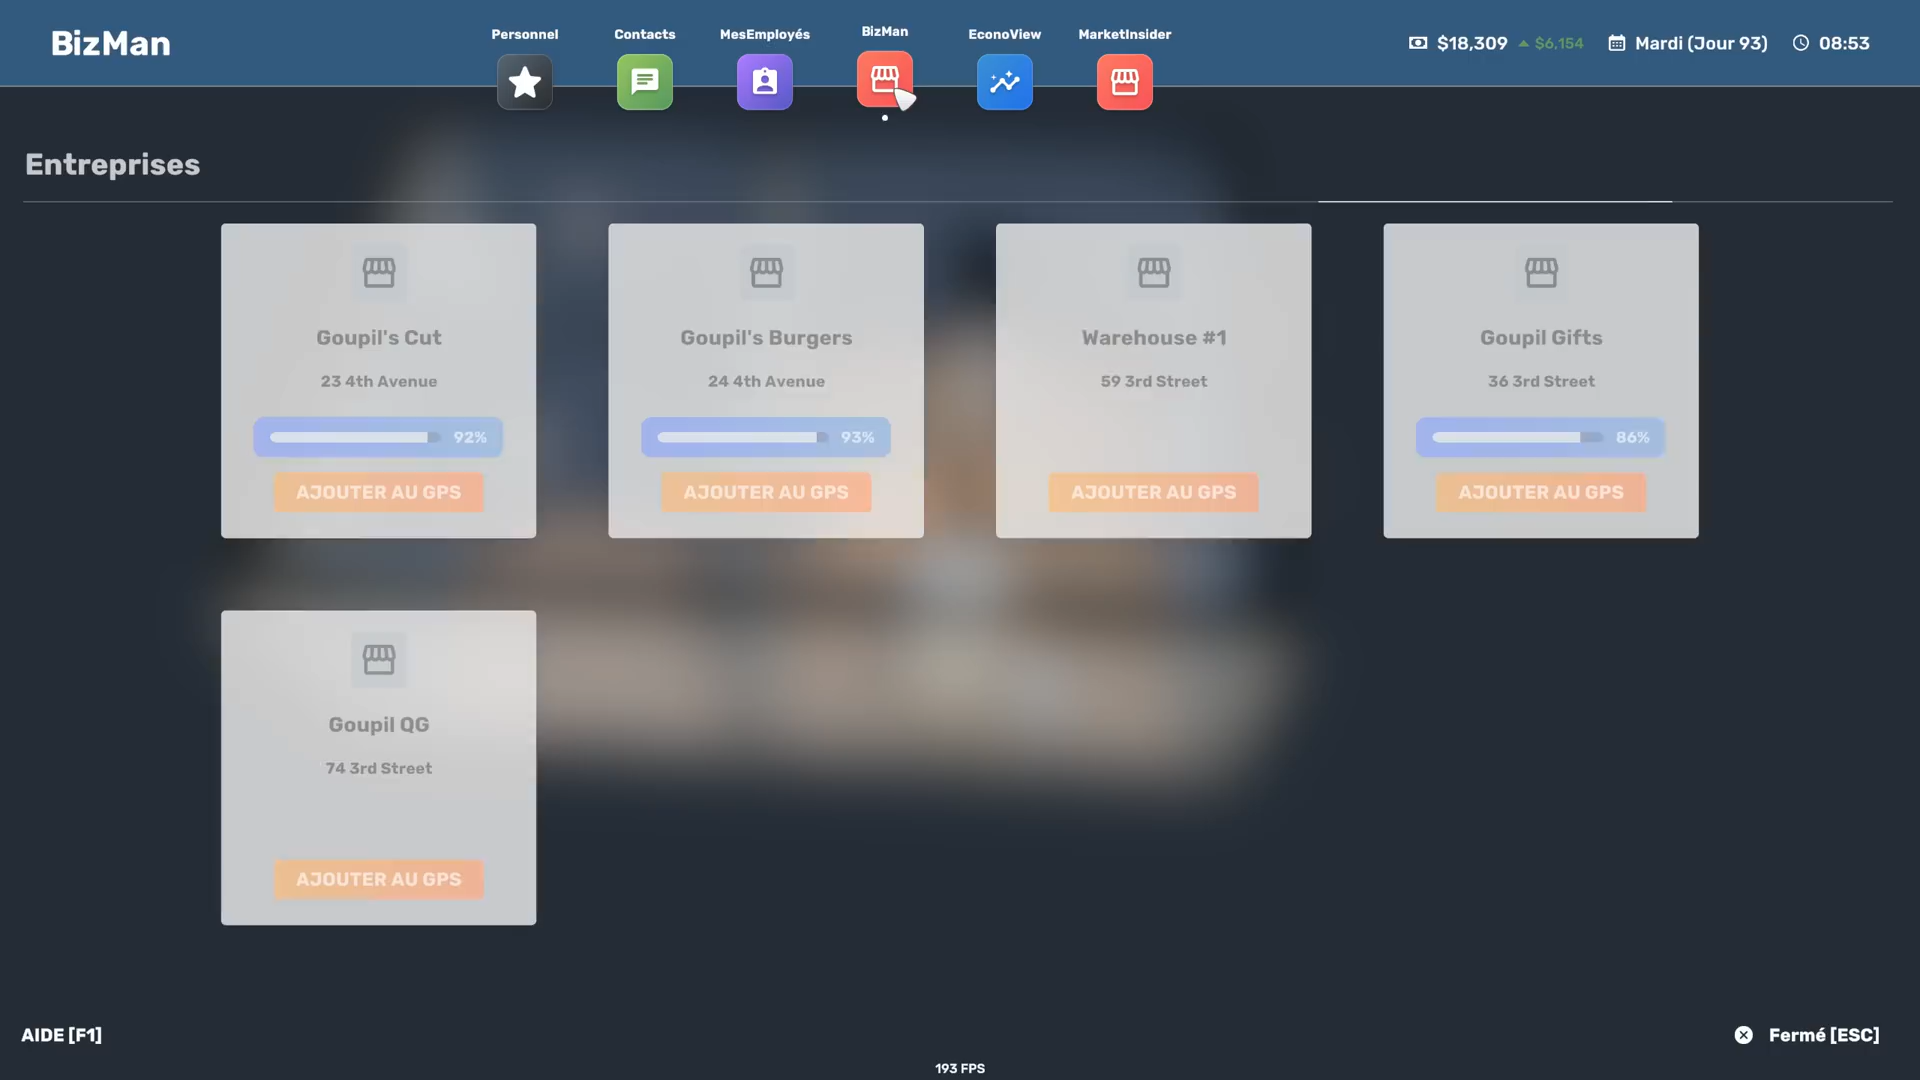 BizMan
Personnel
Contacts
MesEmployés
BizMan
EconoView
MarketInsider
$18,309
$6,154
Mardi (Jour 93)
08:53
Entreprises
Goupil's Cut
23 4th Avenue
92%
AJOUTER AU GPS
Goupil's Burgers
24 4th Avenue
93%
AJOUTER AU GPS
Warehouse #1
59 3rd Street
AJOUTER AU GPS
Goupil Gifts
36 3rd Street
86%
AJOUTER AU GPS
Goupil QG
74 3rd Street
AJOUTER AU GPS
AIDE [F1]
Fermé [ESC]
193 FPS